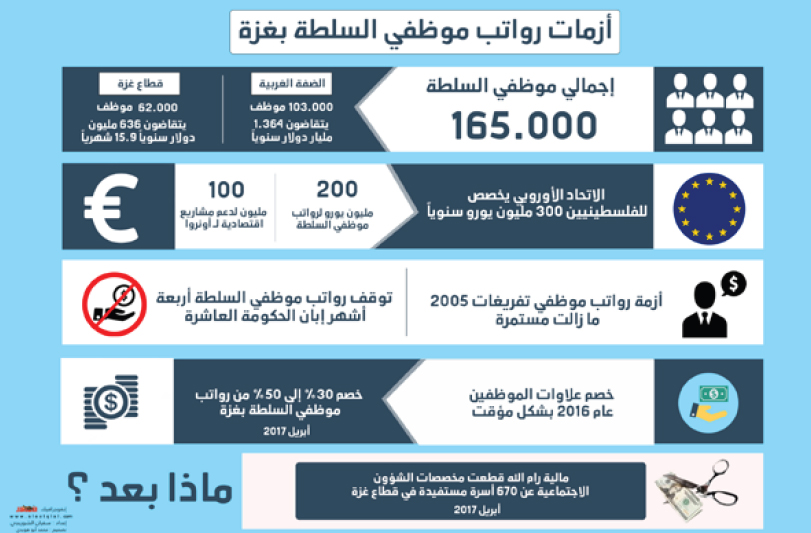 أزمات رواتب موظفي السلطة بغزة
إجمالي موظفي السلطة
165.000
الضفة الغربية
103.000 موظف
يتقاضون 1.364
مليار دولار سنوياً
قطاع غزة
62.000 موظف
يتقاضون 636 مليون
دولار سنوياً 15.9 شهرياً
الاتحاد الأوروبي يخصص
للفلسطينيين 300 مليون يورو سنوياً
200
مليون يورو لرواتب
موظفي السلطة
100
مليون لدعم مشاريع
اقتصادية لـ أونروا
€
أزمة رواتب موظفي تفريغات 2005
ما زالت مستمرة
توقف رواتب موظفي السلطة أربعة
أشهر إبان الحكومة العاشرة
خصم علاوات الموظفين
عام 2016 بشكل مؤقت
خصم 30% إلى 50% من رواتب
موظفي السلطة بغزة
أبريل 2017
مالية رام الله قطعت مخصصات الشؤون
الاجتماعية عن 670 أسرة مستفيدة في قطاع غزة
أبريل 2017
ماذا بعد ؟